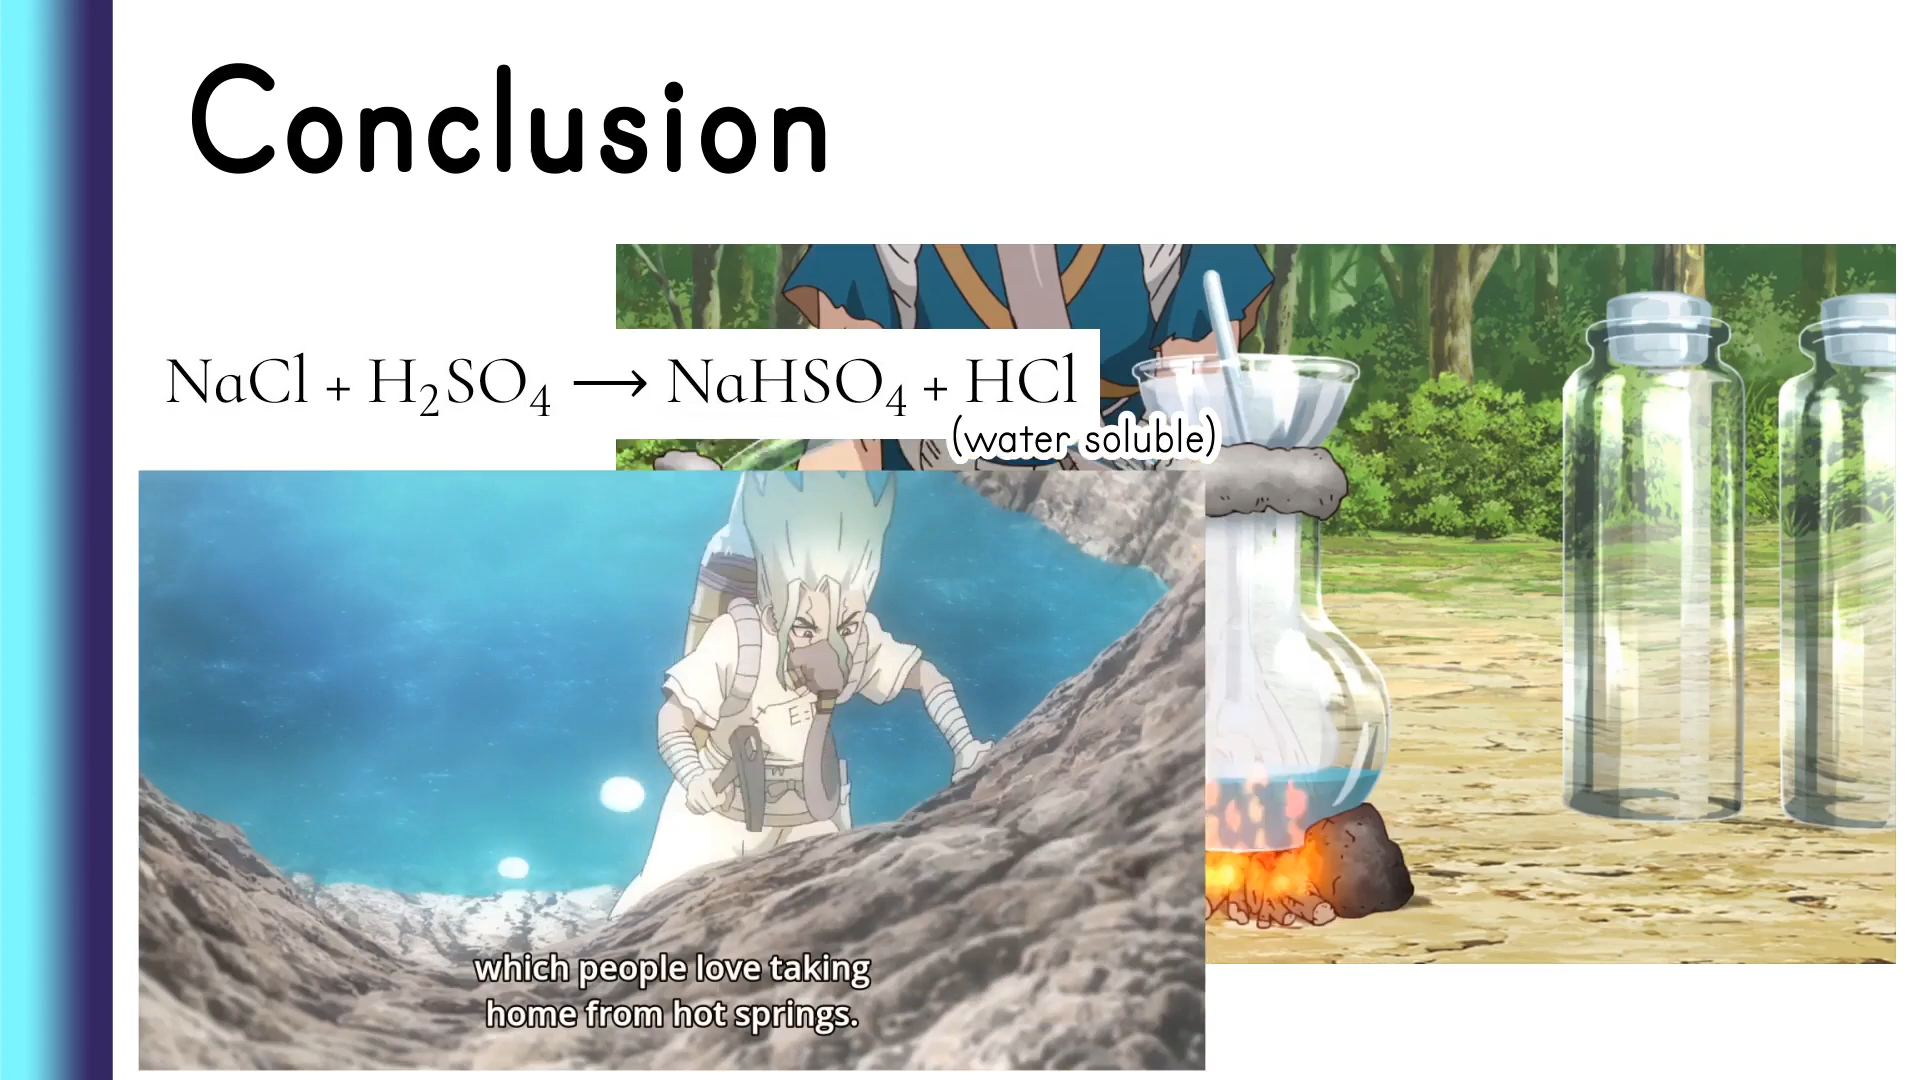 Conclusion
NaCl + H₂SO₄ ⟶ NaHSO₄ + HCl
(water soluble)
E=
which people love taking
home from hot springs.